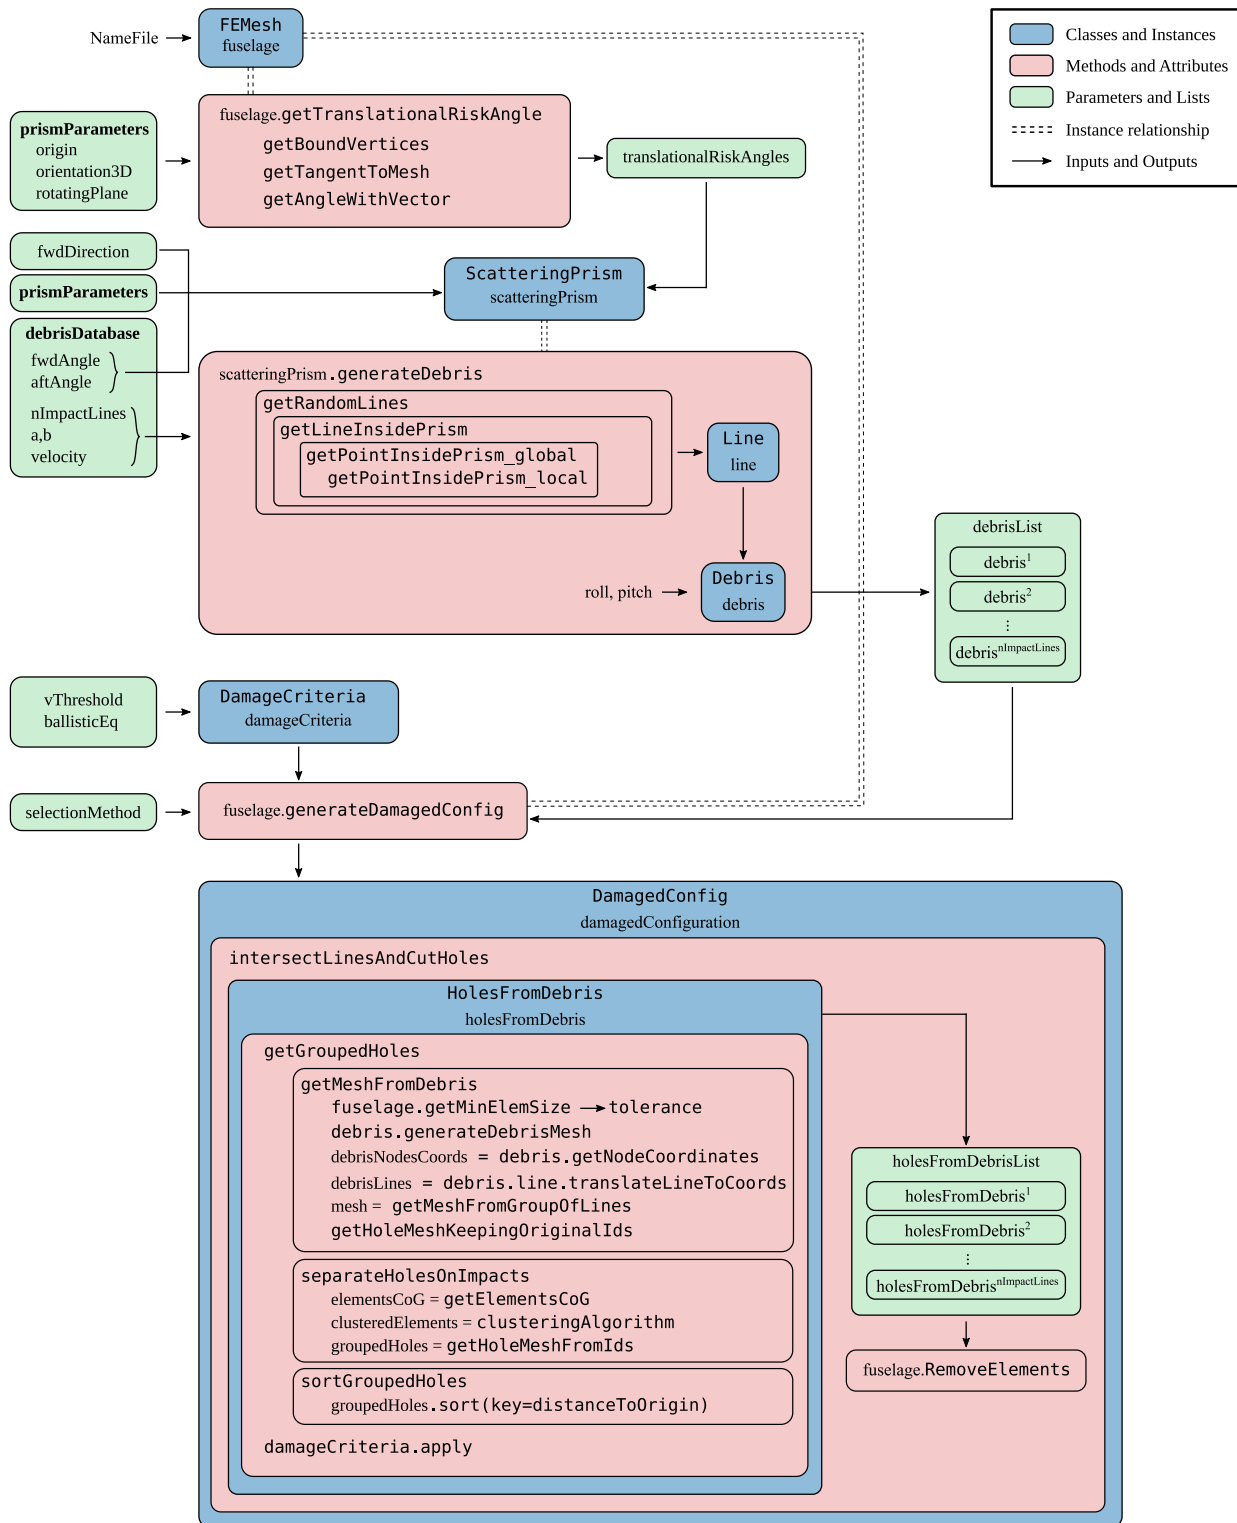 NameFile
FEMesh
fuselage
Classes and Instances
Methods and Attributes
Parameters and Lists
Instance relationship
Inputs and Outputs
prismParameters
origin
orientation3D
rotatingPlane
fuselage.getTranslationalRiskAngle
getBoundVertices
getTangentToMesh
getAngleWithVector
translationalRiskAngles
fwdDirection
prismParameters
debrisDatabase
fwdAngle
aftAngle
nImpactLines
a,b
velocity
ScatteringPrism
scatteringPrism
scatteringPrism.generateDebris
getRandomLines
getLineInsidePrism
getPointInsidePrism_global
getPointInsidePrism_local
Line
line
roll, pitch
Debris
debris
debrisList
debris1
debris2
⋮
debrisnImpactLines
vThreshold
ballisticEq
DamageCriteria
damageCriteria
selectionMethod
fuselage.generateDamagedConfig
DamagedConfig
damagedConfiguration
intersectLinesAndCutHoles
HolesFromDebris
holesFromDebris
getGroupedHoles
getMeshFromDebris
fuselage.getMinElemSize → tolerance
debris.generateDebrisMesh
debrisNodesCoords = debris.getNodeCoordinates
debrisLines = debris.line.translateLineToCoords
mesh = getMeshFromGroupOfLines
getHoleMeshKeepingOriginalIds
separateHolesOnImpacts
elementsCoG = getElementsCoG
clusteredElements = clusteringAlgorithm
groupedHoles = getHoleMeshFromIds
sortGroupedHoles
groupedHoles.sort(key=distanceToOrigin)
damageCriteria.apply
holesFromDebrisList
holesFromDebris1
holesFromDebris2
⋮
holesFromDebrisnImpactLines
fuselage.RemoveElements